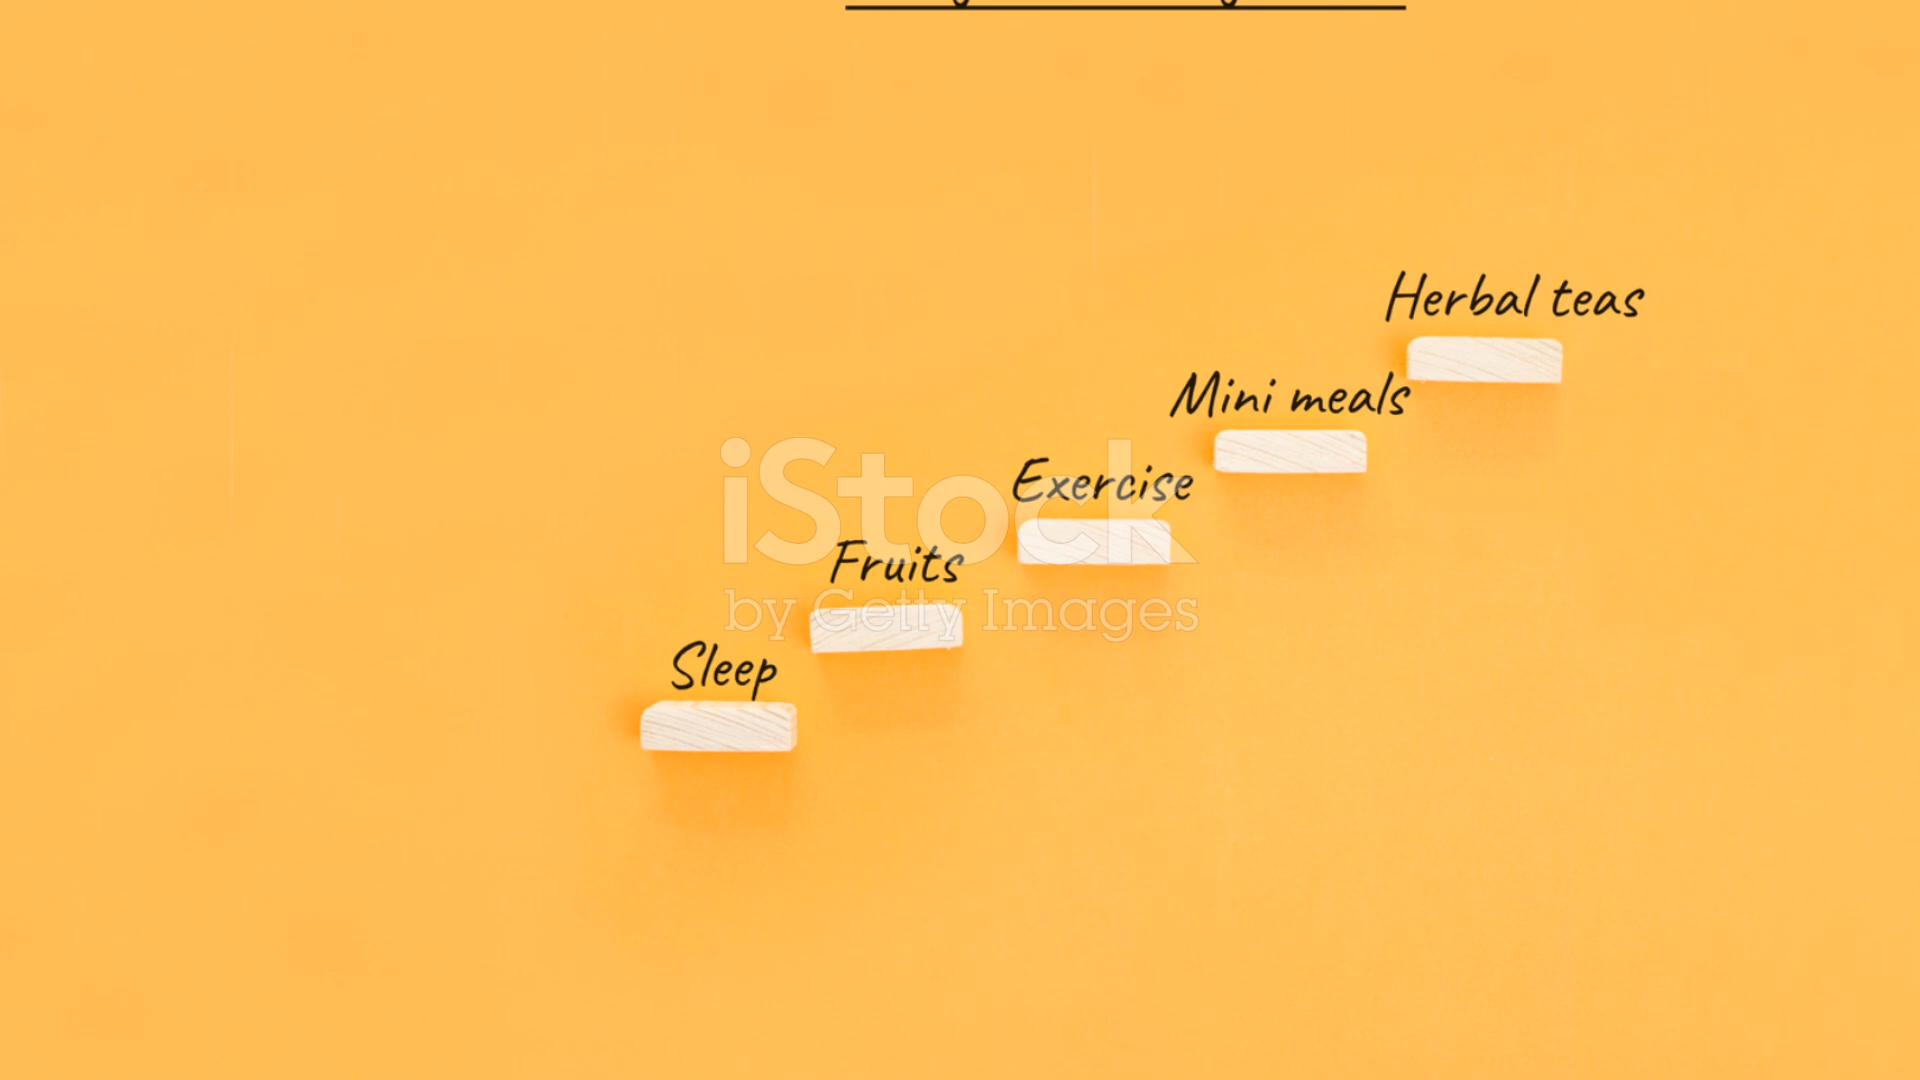 Herbal teas
Mini meals
Exercise
Fruits
Sleep
iStock
by Getty Images